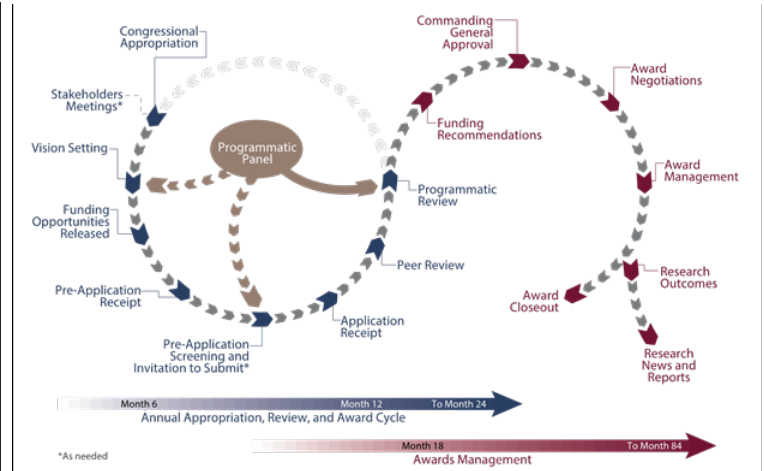 Congressional
Appropriation
Stakeholders
Meetings*
Vision Setting
Funding
Opportunities
Released
Pre-Application
Receipt
Pre-Application
Screening and
Invitation to Submit*
Application
Receipt
Peer Review
Programmatic
Review
Programmatic
Panel
Funding
Recommendations
Commanding
General
Approval
Award
Negotiations
Award
Management
Research
Outcomes
Award
Closeout
Research
News and
Reports
Month 6
Month 12
To Month 24
Annual Appropriation, Review, and Award Cycle
Month 18
To Month 84
Awards Management
*As needed